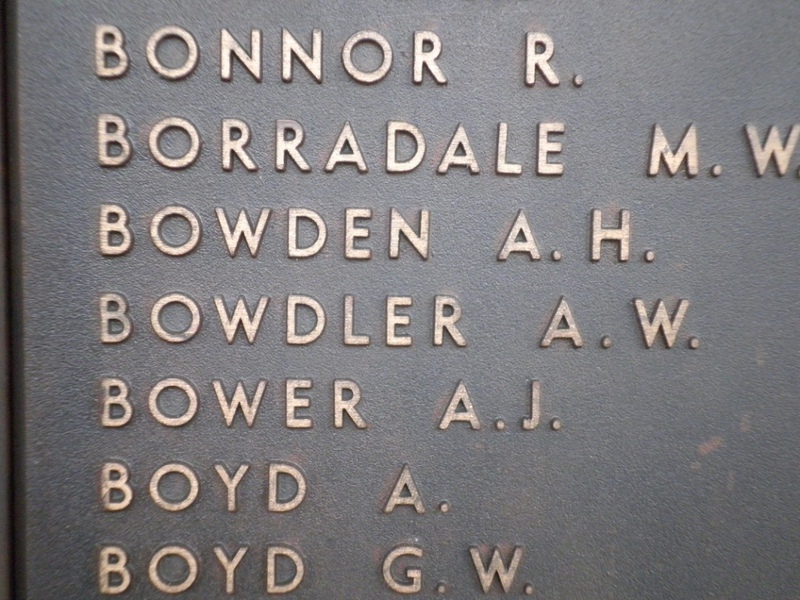 BONNOR R.
BORRADALE M.W.
BOWDEN A.H.
BOWDLER A.W.
BOWER A.J.
BOYD A.
BOYD G.W.